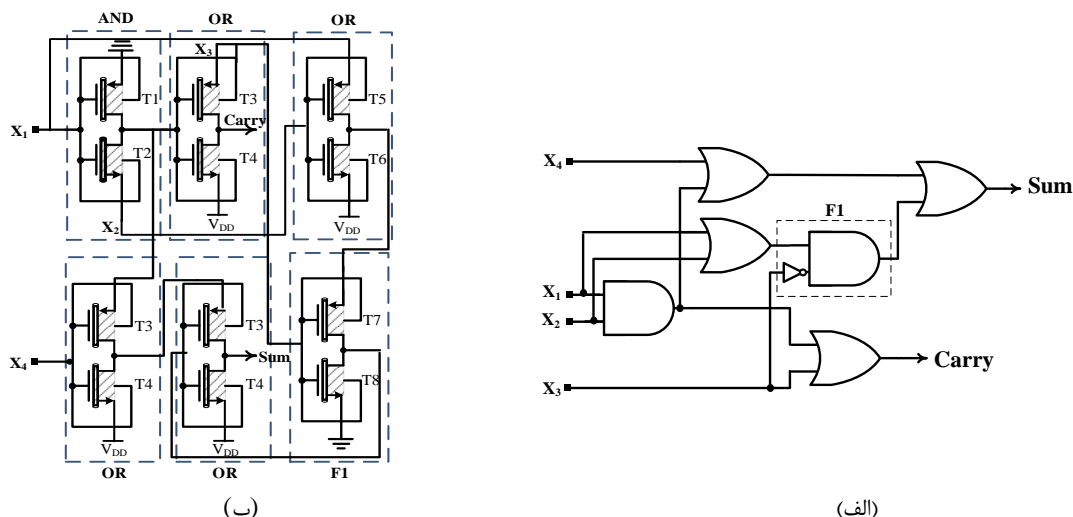 AND
OR
OR
X3
T1
T3
T5
X1
Carry
T2
T4
T6
X2
VDD
VDD
T3
T3
T7
X4
Sum
T4
T4
T8
VDD
VDD
OR
OR
F1
(ب)
X4
Sum
F1
X1
X2
Carry
X3
(الف)